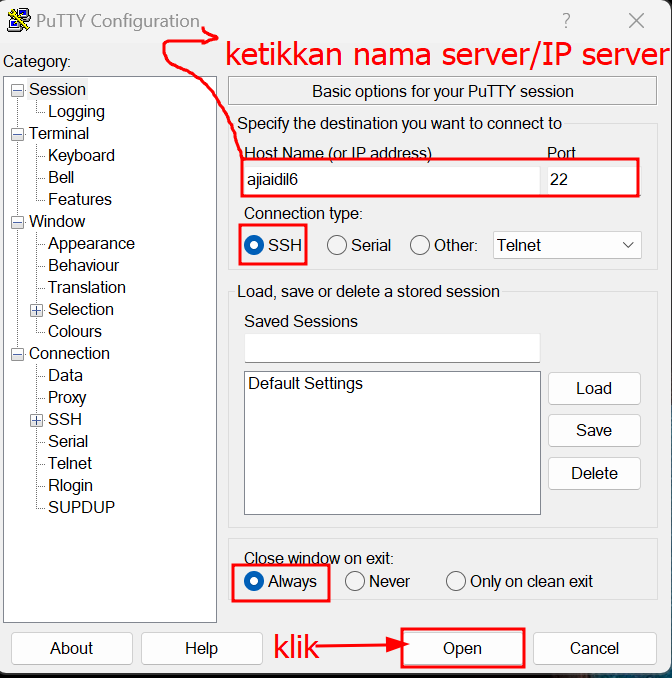 PuTTY Configuration
ketikkan nama server/IP server
Category:
Session
Logging
Terminal
Keyboard
Bell
Features
Window
Appearance
Behaviour
Translation
Selection
Colours
Connection
Data
Proxy
SSH
Serial
Telnet
Rlogin
SUPDUP
Basic options for your PuTTY session
Specify the destination you want to connect to
Host Name (or IP address) Port
ajiaidil6 22
Connection type:
SSH Serial Other: Telnet
Load, save or delete a stored session
Saved Sessions
Default Settings
Load
Save
Delete
Close window on exit:
Always Never Only on clean exit
About Help klik Open Cancel